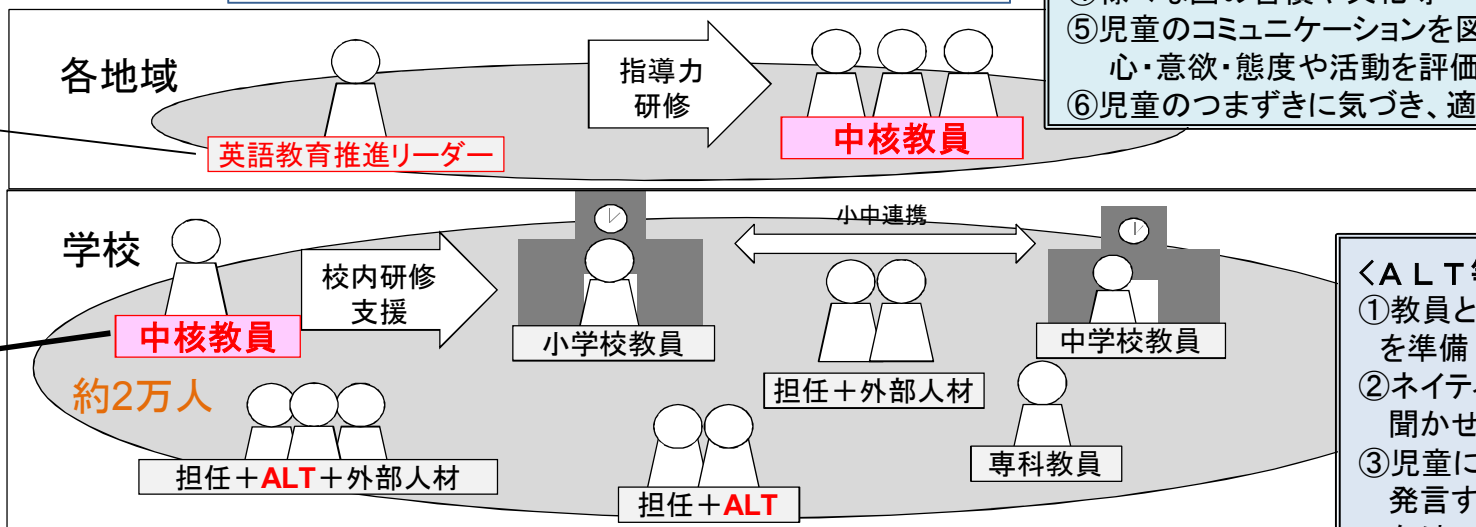 各地域
英語教育推進リーダー
指導力
研修
中核教員
⑤児童のコミュニケーションを図
心・意欲・態度や活動を評価
⑥児童のつまずきに気づき、適
学校
中核教員
約2万人
校内研修
支援
小学校教員
小中連携
中学校教員
担任+外部人材
専科教員
担任+ALT+外部人材
担任+ALT
<ALT
①教員と
を準備
②ネイティ
聞かせ
③児童に
発言す